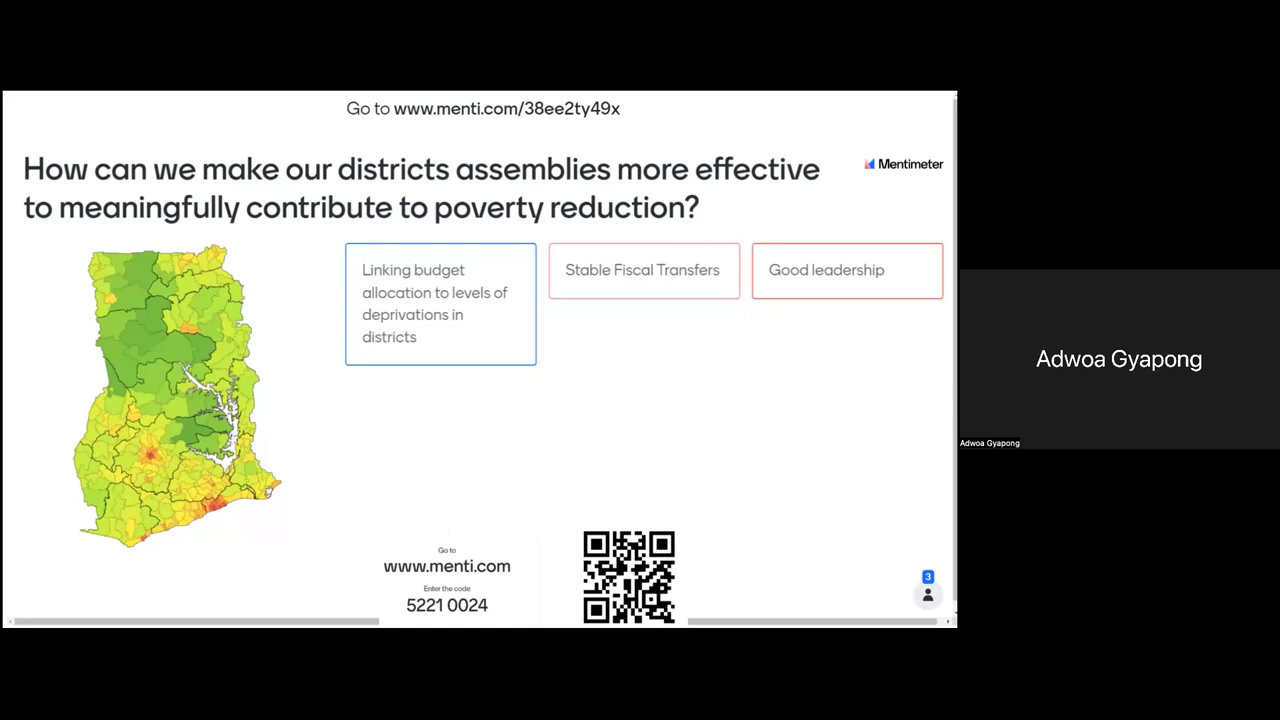 Go to www.menti.com/38ee2ty49x
How can we make our districts assemblies more effective
to meaningfully contribute to poverty reduction?
Mentimeter
Linking budget
allocation to levels of
deprivations in
districts
Stable Fiscal Transfers
Good leadership
Go to
www.menti.com
Enter the code
5221 0024
3
Adwoa Gyapong
Adwoa Gyapong